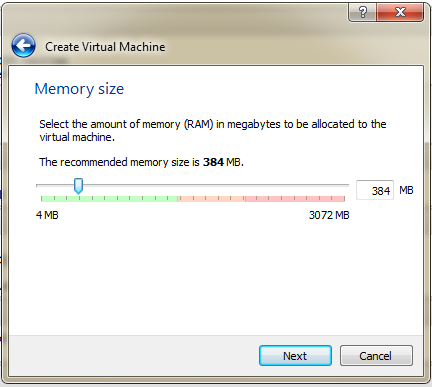 ?
Create Virtual Machine
Memory size
Select the amount of memory (RAM) in megabytes to be allocated to the
virtual machine.
The recommended memory size is 384 MB.
384 MB
4 MB 3072 MB
Next Cancel